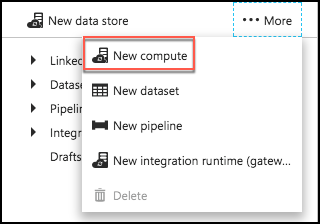 New data store
More
New compute
Linke
Datase
New dataset
Pipelin
New pipeline
Integr
New integration runtime (gatew...
Drafts
Delete